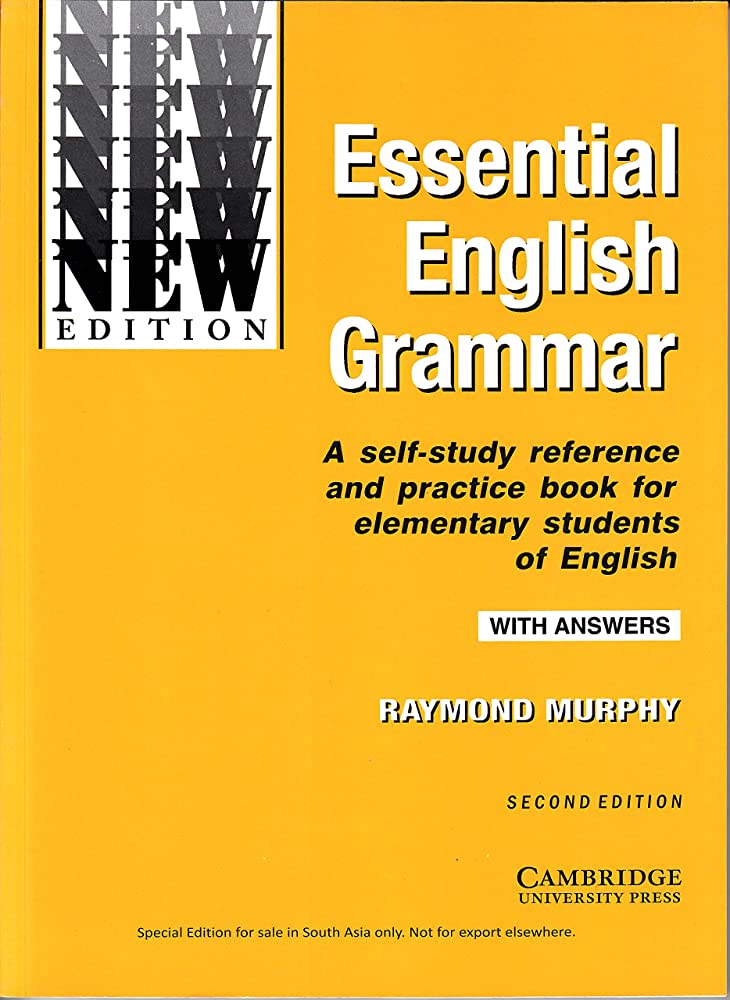 NEW
NEW
NEW
NEW
NEW
NEW
EDITION
Essential
English
Grammar
A self-study reference
and practice book for
elementary students
of English
WITH ANSWERS
RAYMOND MURPHY
SECOND EDITION
CAMBRIDGE
UNIVERSITY PRESS
Special Edition for sale in South Asia only. Not for export elsewhere.